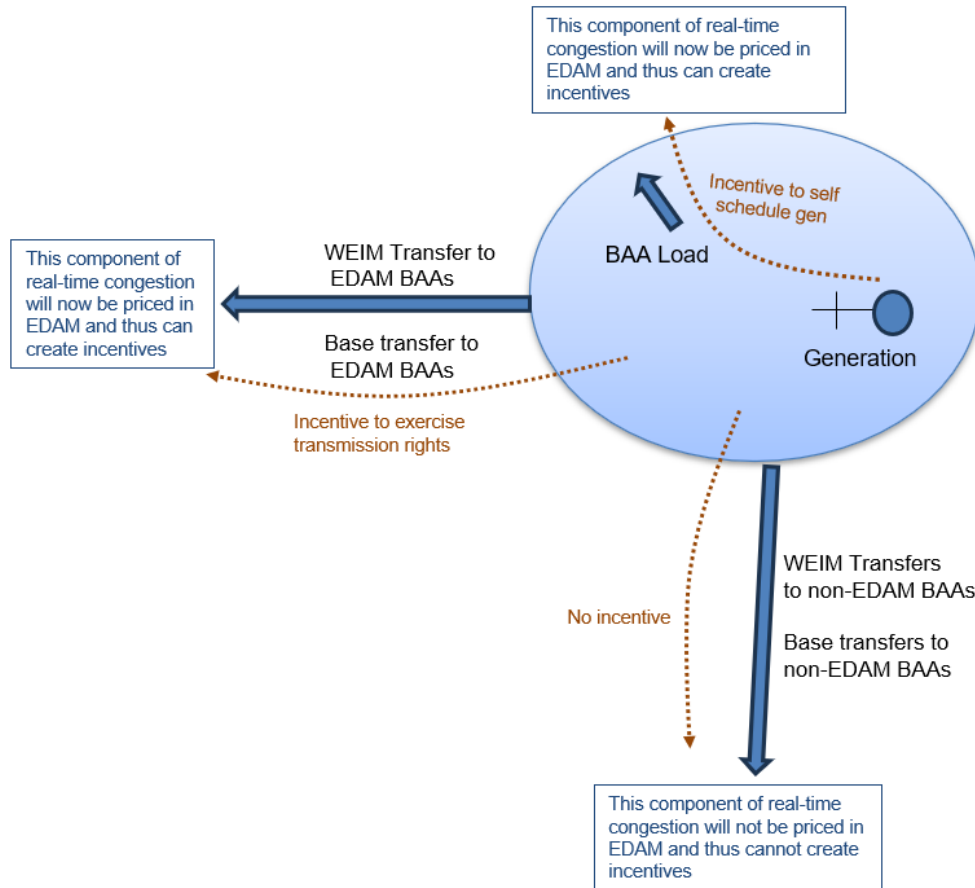 This component of real-time
congestion will now be priced in
EDAM and thus can create
incentives
Incentive to self
schedule gen
BAA Load
Generation
WEIM Transfer to
EDAM BAAs
This component of
real-time congestion
will now be priced in
EDAM and thus can
create incentives
Base transfer to
EDAM BAAs
Incentive to exercise
transmission rights
No incentive
WEIM Transfers
to non-EDAM BAAs
Base transfers to
non-EDAM BAAs
This component of real-time
congestion will not be priced in
EDAM and thus cannot create
incentives